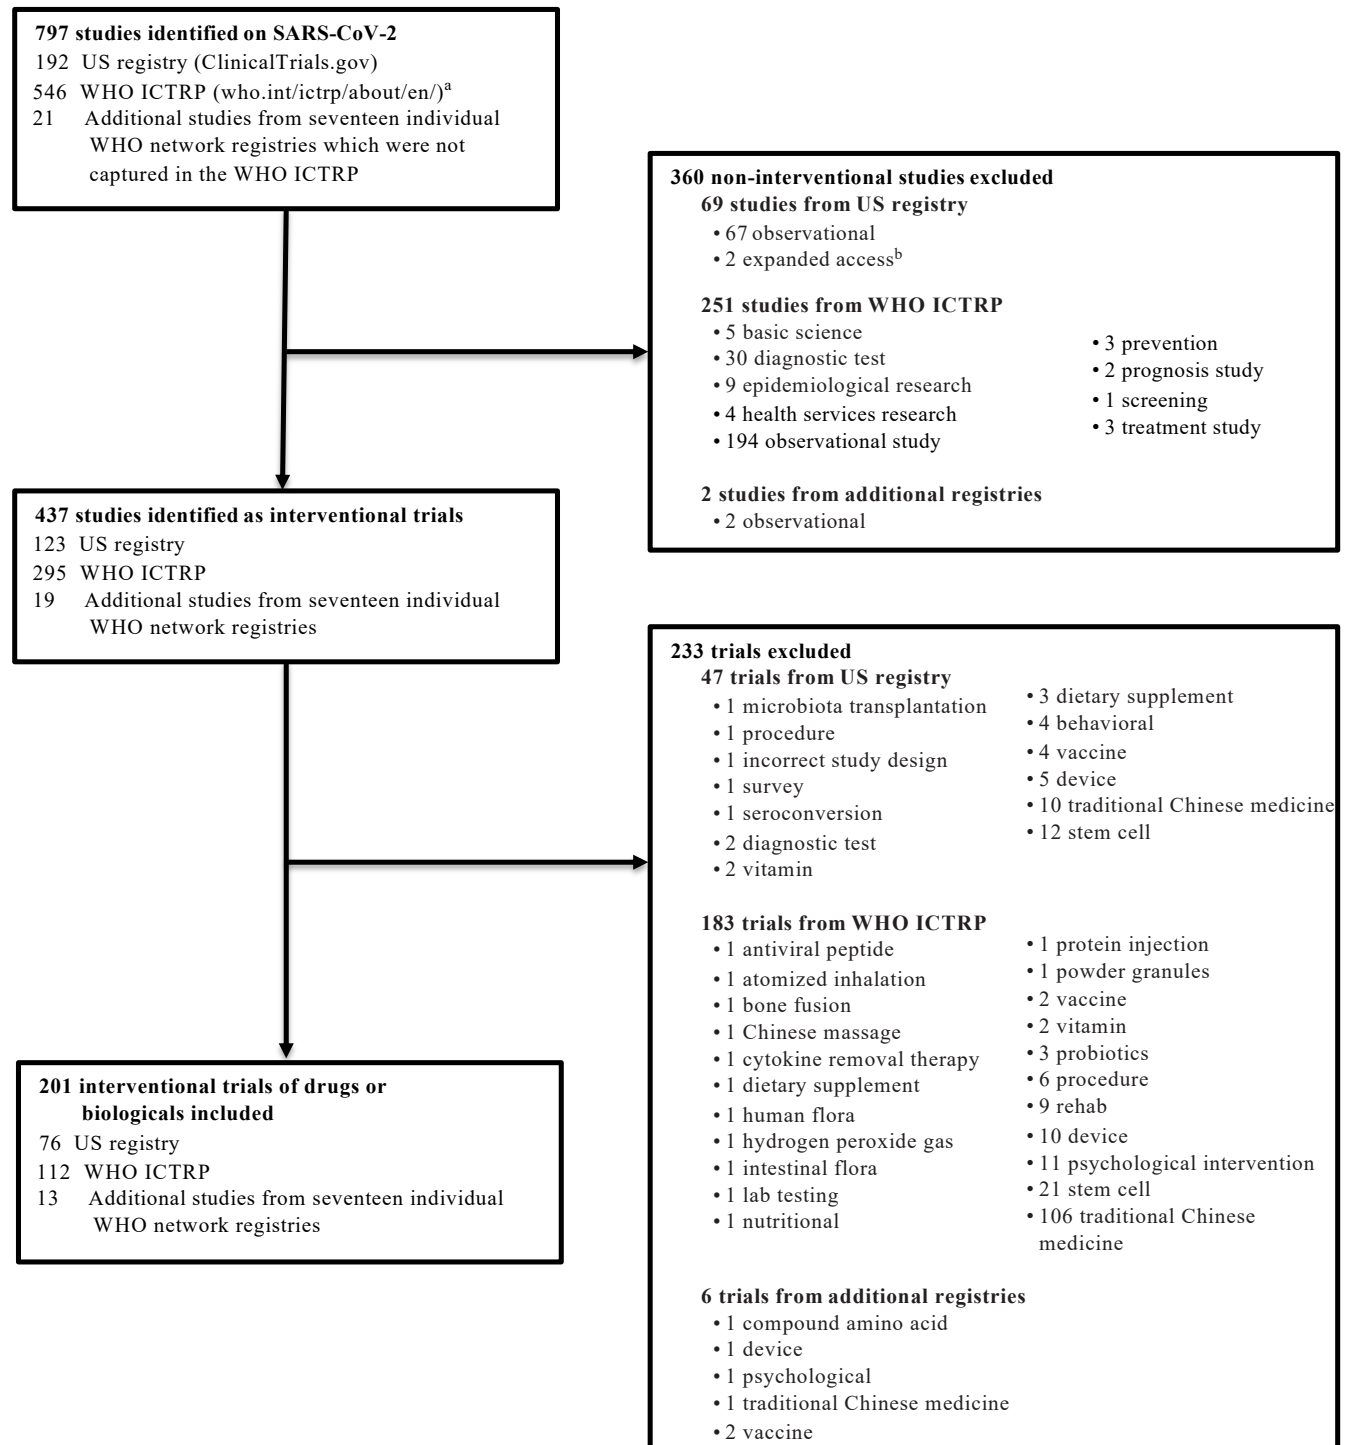 797 studies identified on SARS-CoV-2
192 US registry (ClinicalTrials.gov)
546 WHO ICTRP (who.int/ictrp/about/en/)a
21 Additional studies from seventeen individual
WHO network registries which were not
captured in the WHO ICTRP
360 non-interventional studies excluded
69 studies from US registry
• 67 observational
• 2 expanded accessb
251 studies from WHO ICTRP
• 5 basic science
• 30 diagnostic test
• 9 epidemiological research
• 4 health services research
• 194 observational study
• 3 prevention
• 2 prognosis study
• 1 screening
• 3 treatment study
2 studies from additional registries
• 2 observational
437 studies identified as interventional trials
123 US registry
295 WHO ICTRP
19 Additional studies from seventeen individual
WHO network registries
233 trials excluded
47 trials from US registry
• 1 microbiota transplantation
• 1 procedure
• 1 incorrect study design
• 1 survey
• 1 seroconversion
• 2 diagnostic test
• 2 vitamin
• 3 dietary supplement
• 4 behavioral
• 4 vaccine
• 5 device
• 10 traditional Chinese medicine
• 12 stem cell
183 trials from WHO ICTRP
• 1 antiviral peptide
• 1 atomized inhalation
• 1 bone fusion
• 1 Chinese massage
• 1 cytokine removal therapy
• 1 dietary supplement
• 1 human flora
• 1 hydrogen peroxide gas
• 1 intestinal flora
• 1 lab testing
• 1 nutritional
• 1 protein injection
• 1 powder granules
• 2 vaccine
• 2 vitamin
• 3 probiotics
• 6 procedure
• 9 rehab
• 10 device
• 11 psychological intervention
• 21 stem cell
• 106 traditional Chinese
medicine
6 trials from additional registries
• 1 compound amino acid
• 1 device
• 1 psychological
• 1 traditional Chinese medicine
• 2 vaccine
201 interventional trials of drugs or
biologicals included
76 US registry
112 WHO ICTRP
13 Additional studies from seventeen individual
WHO network registries